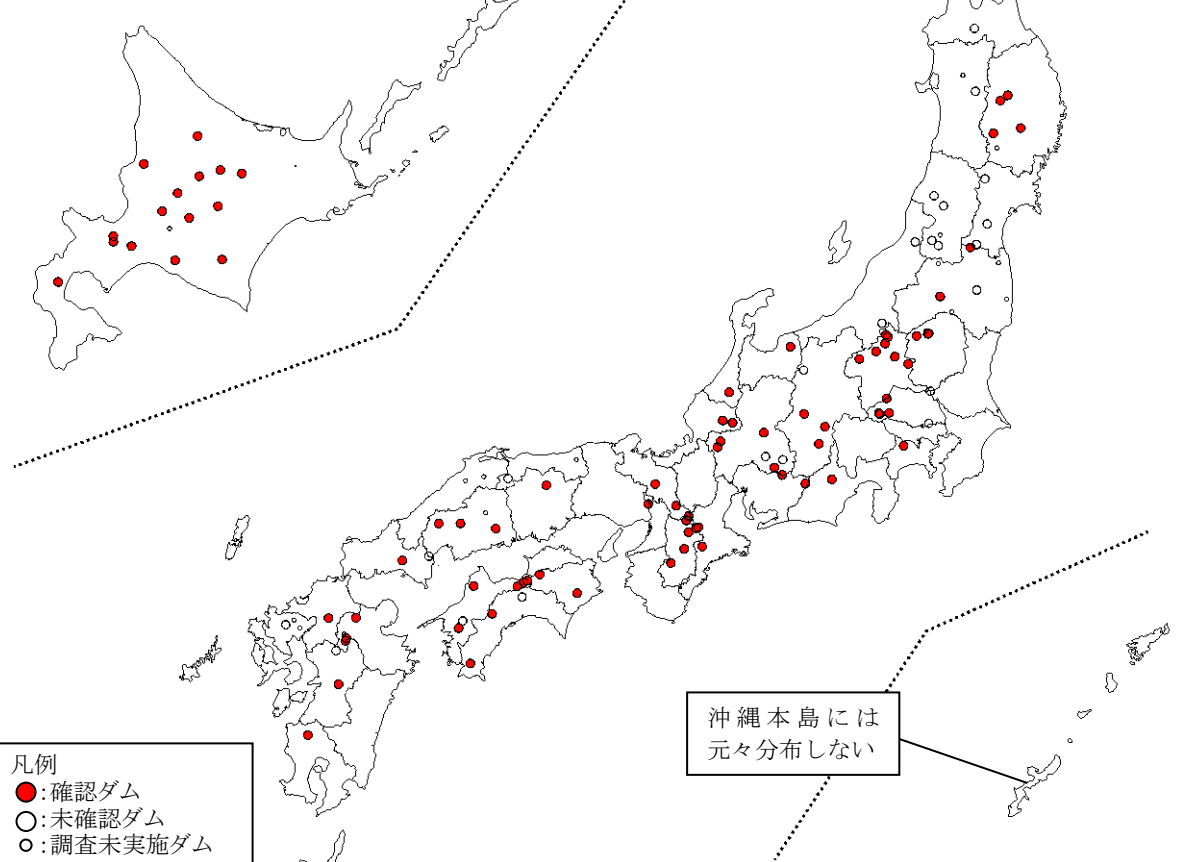 沖縄本島には
元々分布しない
凡例
:確認ダム
:未確認ダム
:調査未実施ダム